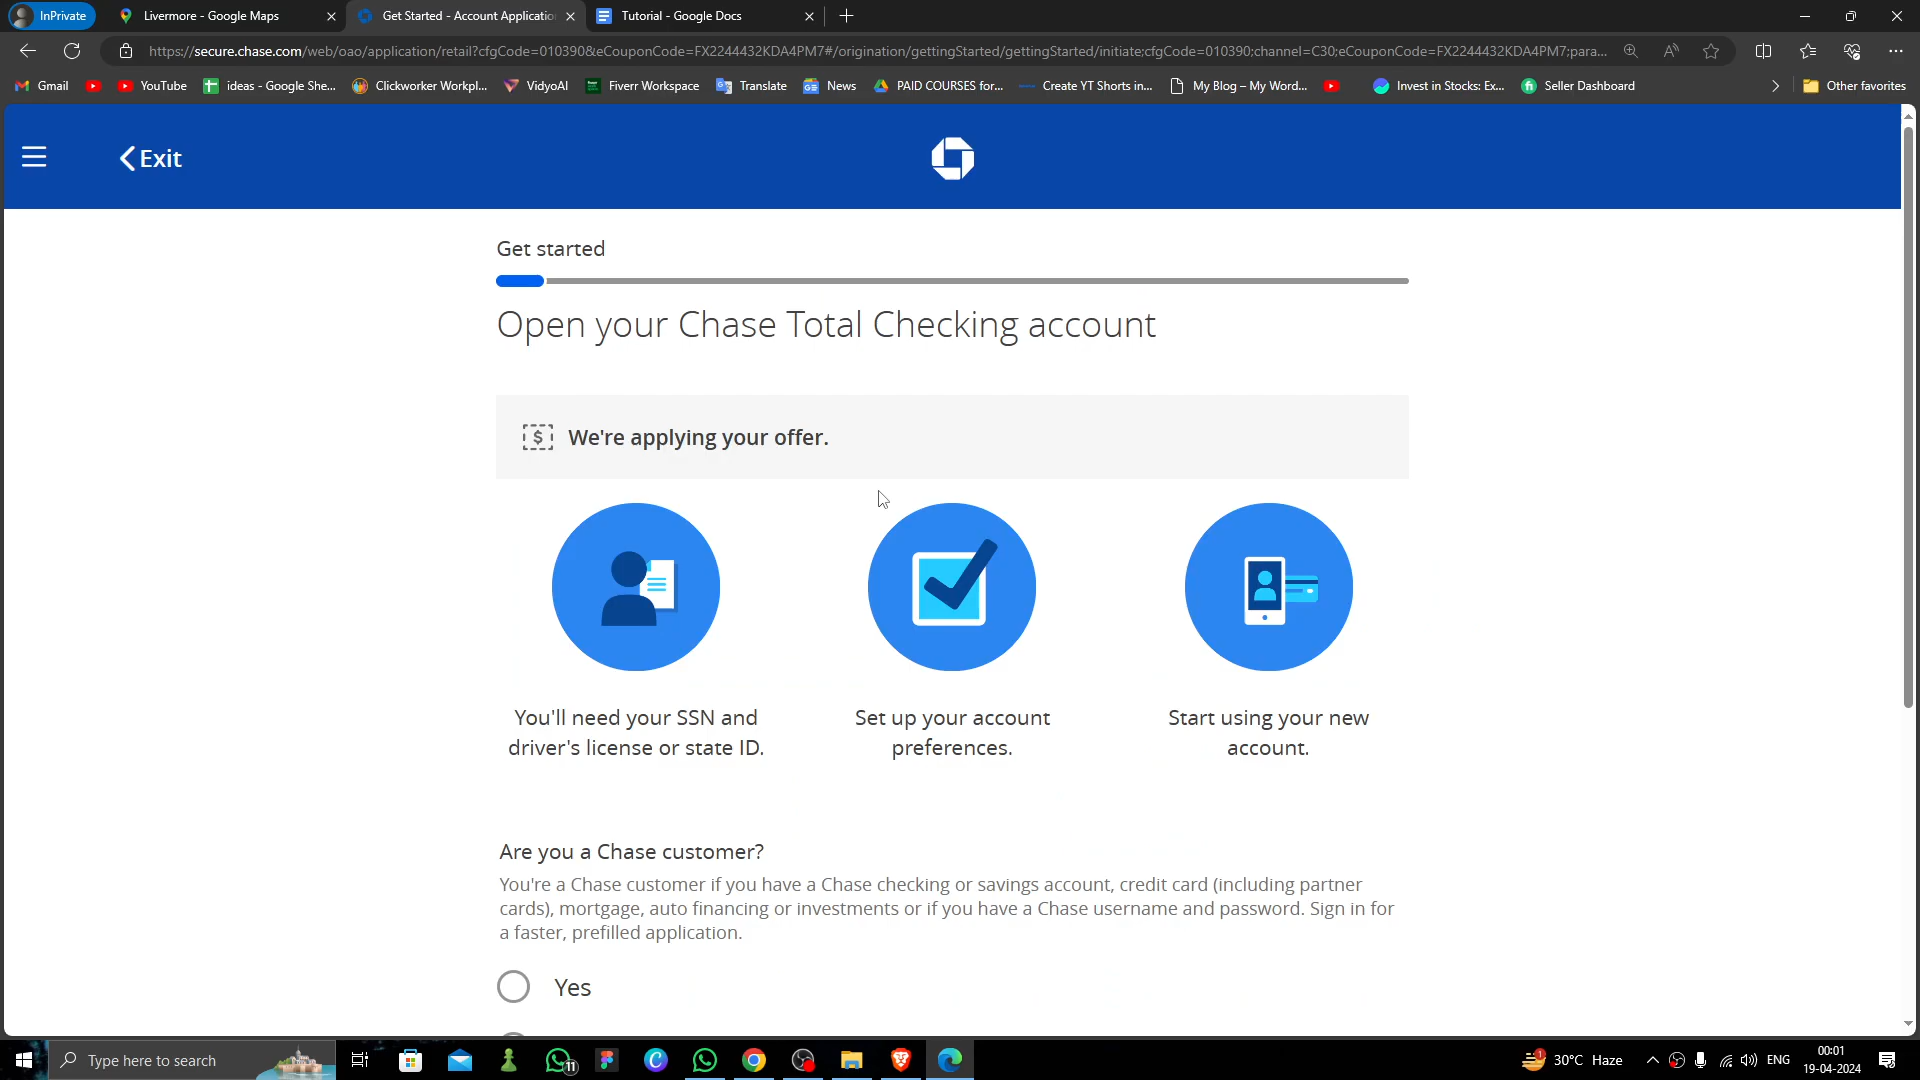 InPrivate
Livermore - Google Maps
Get Started - Account Applicatio
Tutorial - Google Docs
https://secure.chase.com/web/oao/application/retail?cfgCode=010390&eCouponCode=FX2244432KDA4PM7#/origination/gettingStarted/gettingStarted/initiate;cfgCode=010390;channel=C30;eCouponCode=FX2244432KDA4PM7;para...
Gmail
YouTube
ideas - Google She...
Clickworker Workpl...
VidyoAI
Fiverr Workspace
Translate
News
PAID COURSES for...
Create YT Shorts in...
My Blog – My Word...
Invest in Stocks: Ex...
Seller Dashboard
Other favorites
Exit
Get started
Open your Chase Total Checking account
We're applying your offer.
You'll need your SSN and
driver's license or state ID.
Set up your account
preferences.
Start using your new
account.
Are you a Chase customer?
You're a Chase customer if you have a Chase checking or savings account, credit card (including partner
cards), mortgage, auto financing or investments or if you have a Chase username and password. Sign in for
a faster, prefilled application.
Yes
Type here to search
11
1
30°C Haze
ENG
00:01
19-04-2024